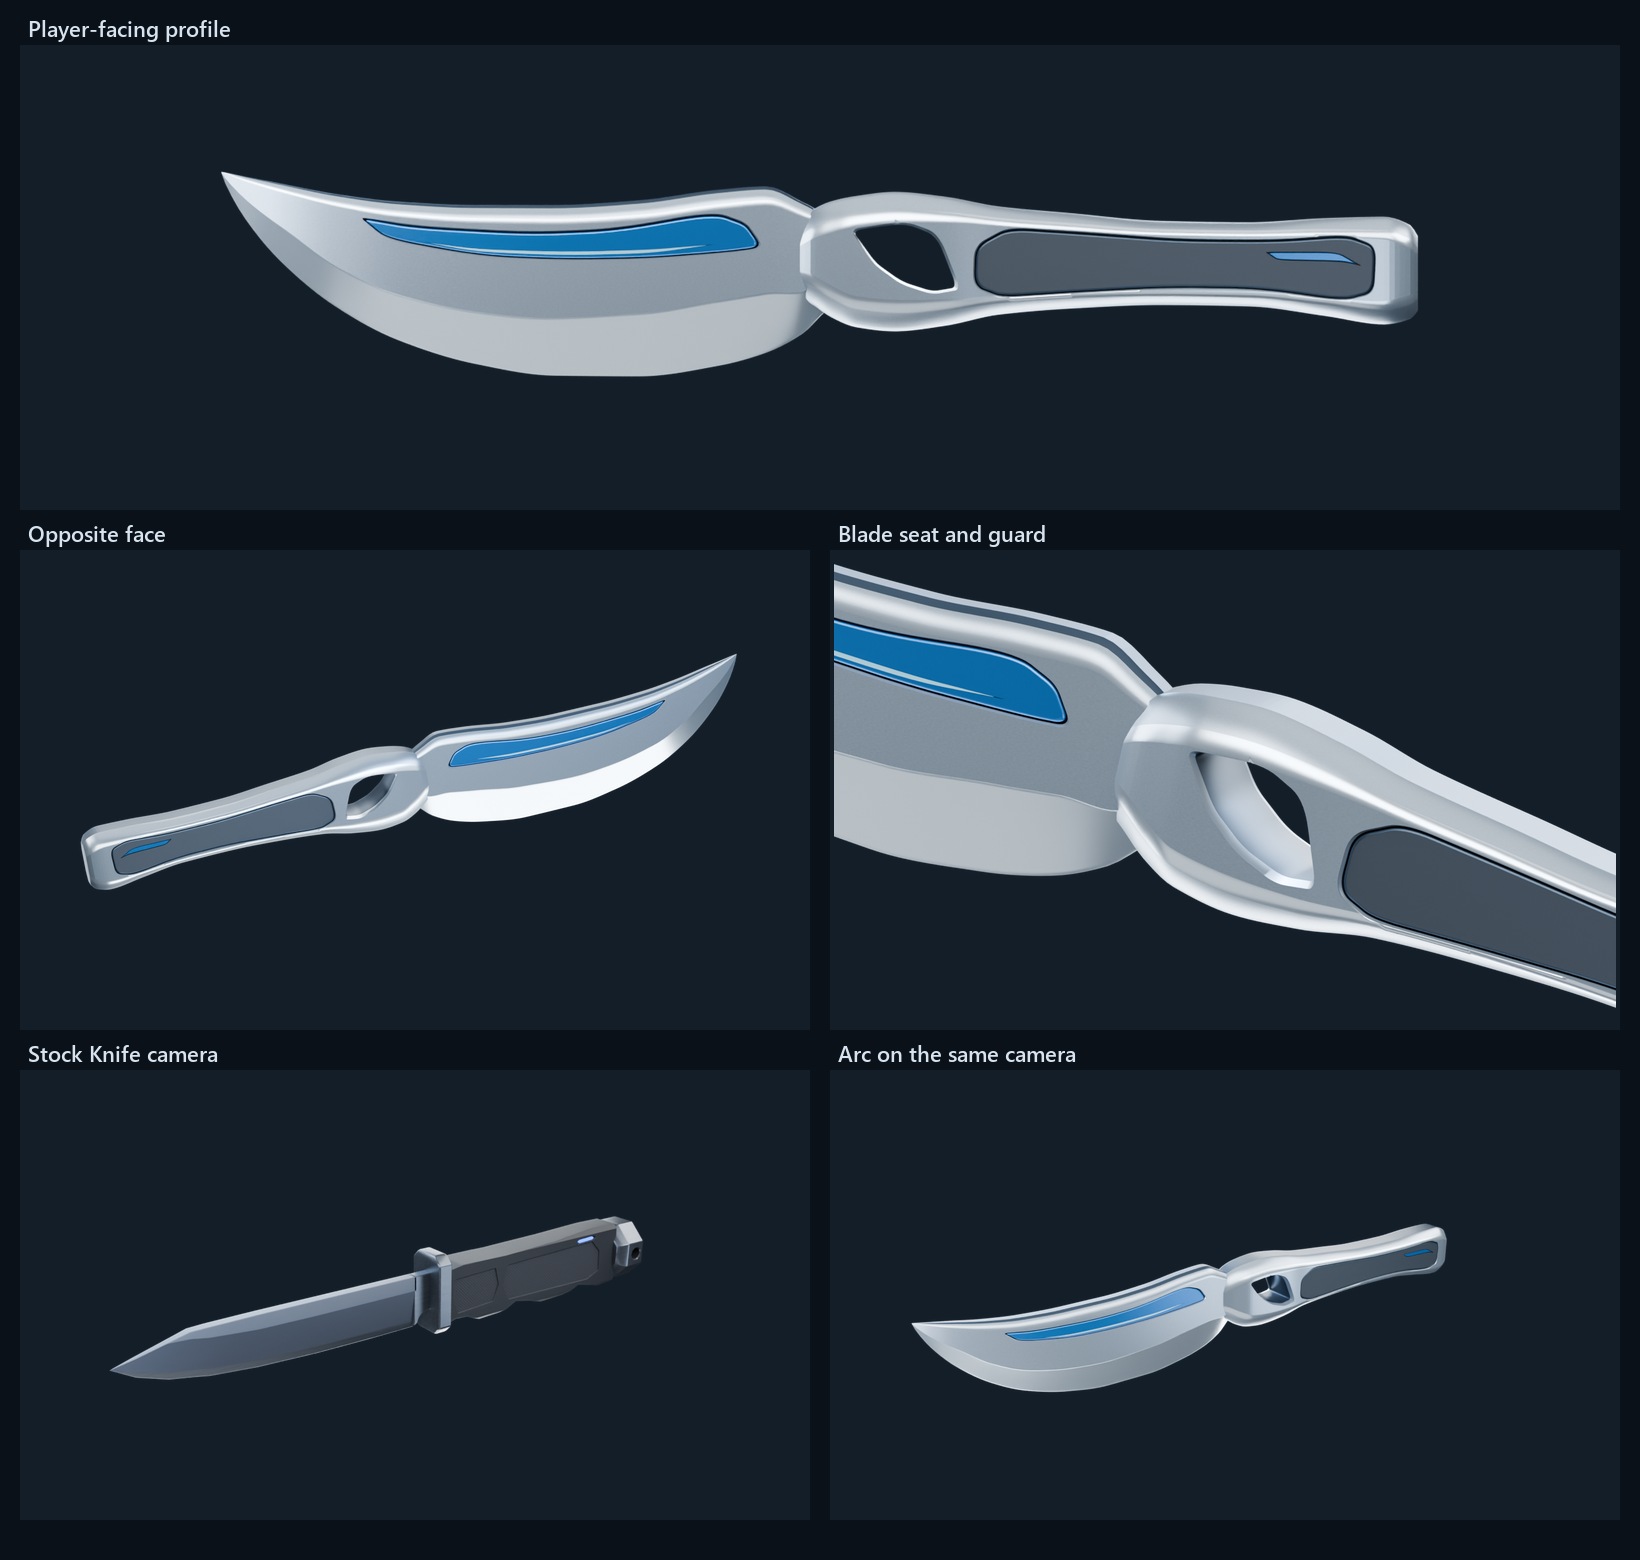 Player-facing profile
Opposite face
Blade seat and guard
Stock Knife camera
Arc on the same camera